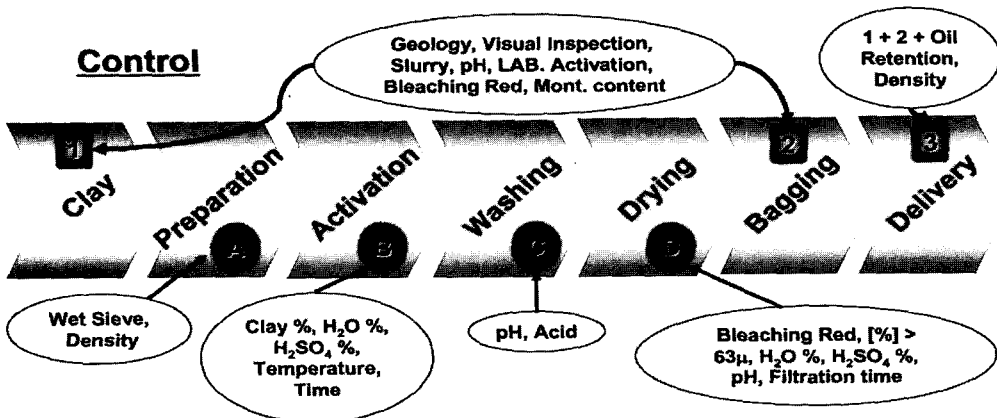 Control
Geology, Visual Inspection,
Slurry, pH, LAB. Activation,
Bleaching Red, Mont. content
1 + 2 + Oil
Retention,
Density
1
2
3
Clay
Preparation
Activation
Washing
Drying
Bagging
Delivery
A
B
C
D
Wet Sieve,
Density
Clay %, H₂O %,
H₂SO₄ %,
Temperature,
Time
pH, Acid
Bleaching Red, [%] >
63μ, H₂O %, H₂SO₄ %,
pH, Filtration time